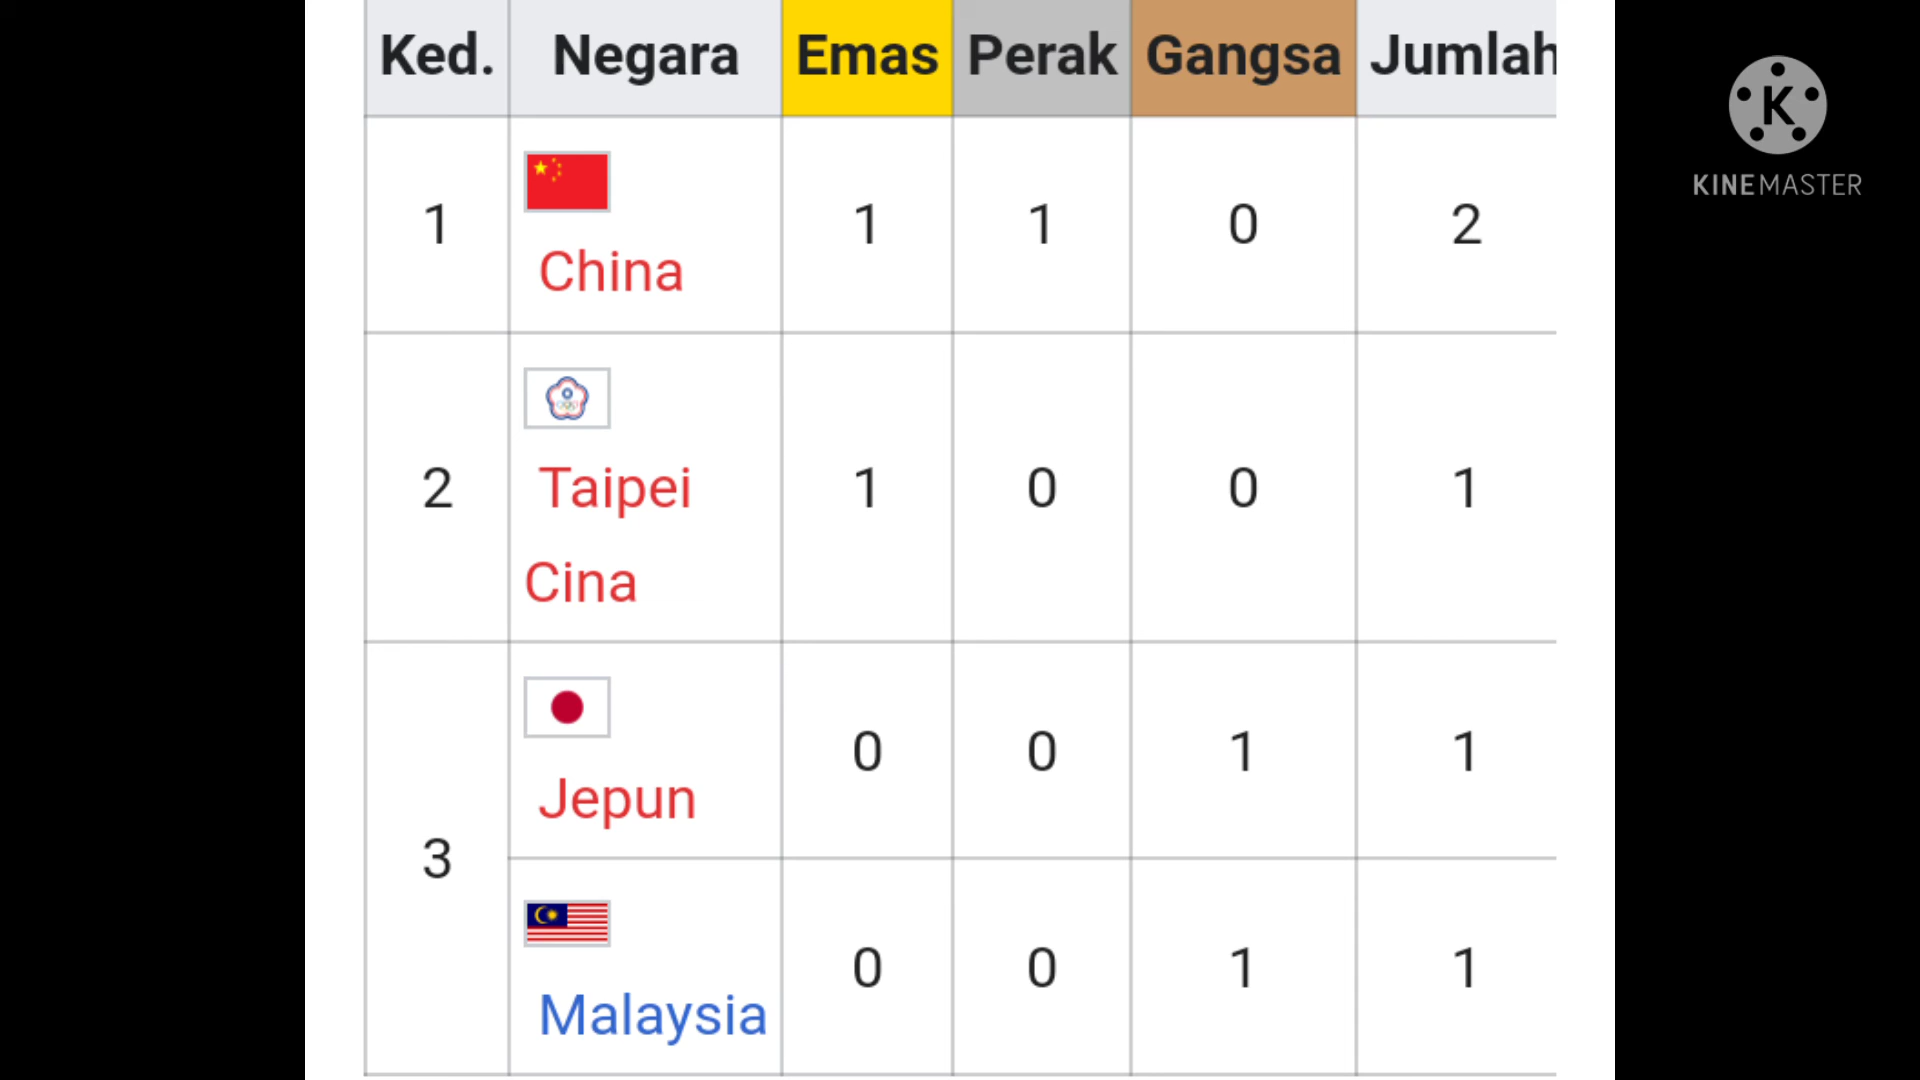 Ked. Negara Emas Perak Gangsa Jumlah
1 China 1 1 0 2
2 Taipei Cina 1 0 0 1
3 Jepun 0 0 1 1
Malaysia 0 0 1 1
K
KINEMASTER